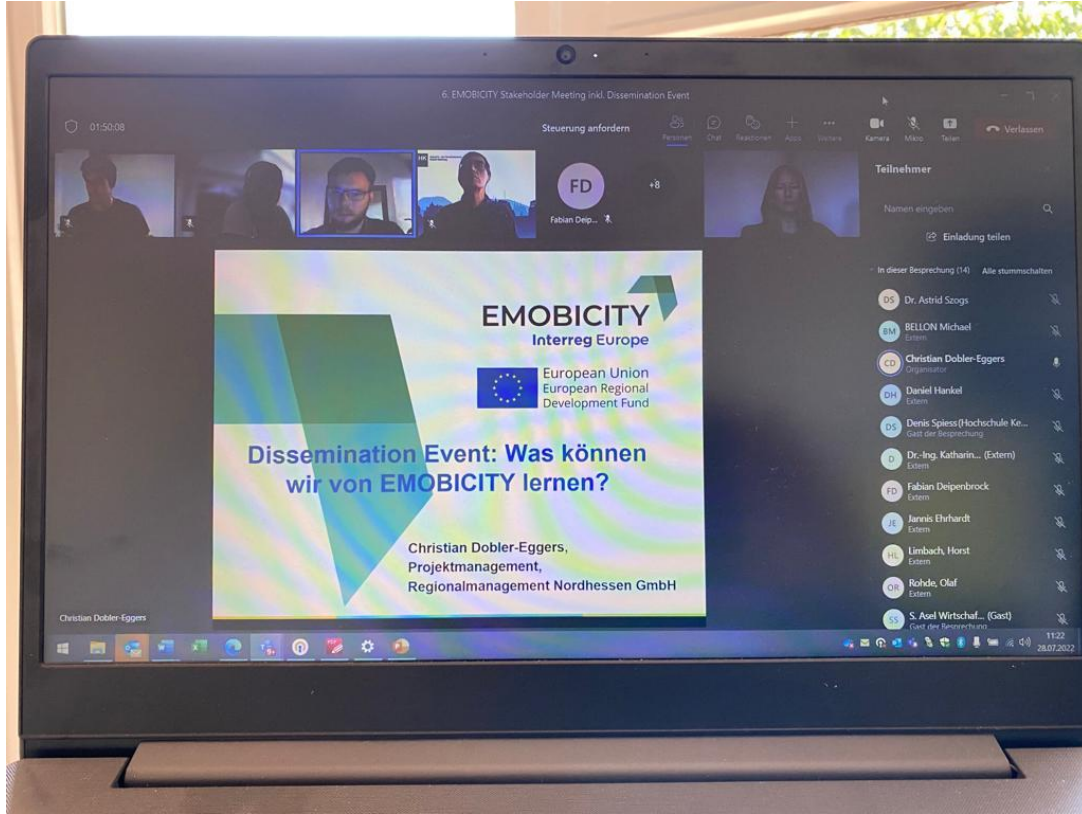 6. EMOBICITY Stakeholder Meeting inkl. Dissemination Event
01:50:08
Steuerung anfordern
Personen
Chat
Reaktionen
Apps
Weitere
Kamera
Mikro
Teilen
Verlassen
FD
Fabian Deip...
+8
Teilnehmer
Namen eingeben
Einladung teilen
In dieser Besprechung (14) Alle stummschalten
DS Dr. Astrid Szogs
BM BELLON Michael
Extern
CD Christian Dobler-Eggers
Organisator
DH Daniel Hankel
Extern
DS Denis Spiess (Hochschule Ke...
Gast der Besprechung
D Dr.-Ing. Katharin... (Extern)
Extern
FD Fabian Deipenbrock
Extern
JE Jannis Ehrhardt
Extern
HL Limbach, Horst
Extern
OR Rohde, Olaf
Extern
SS S. Asel Wirtschaf... (Gast)
Gast der Besprechung
EMOBICITY
Interreg Europe
European Union
European Regional
Development Fund
Dissemination Event: Was können
wir von EMOBICITY lernen?
Christian Dobler-Eggers,
Projektmanagement,
Regionalmanagement Nordhessen GmbH
Christian Dobler-Eggers
11:22
28.07.2022